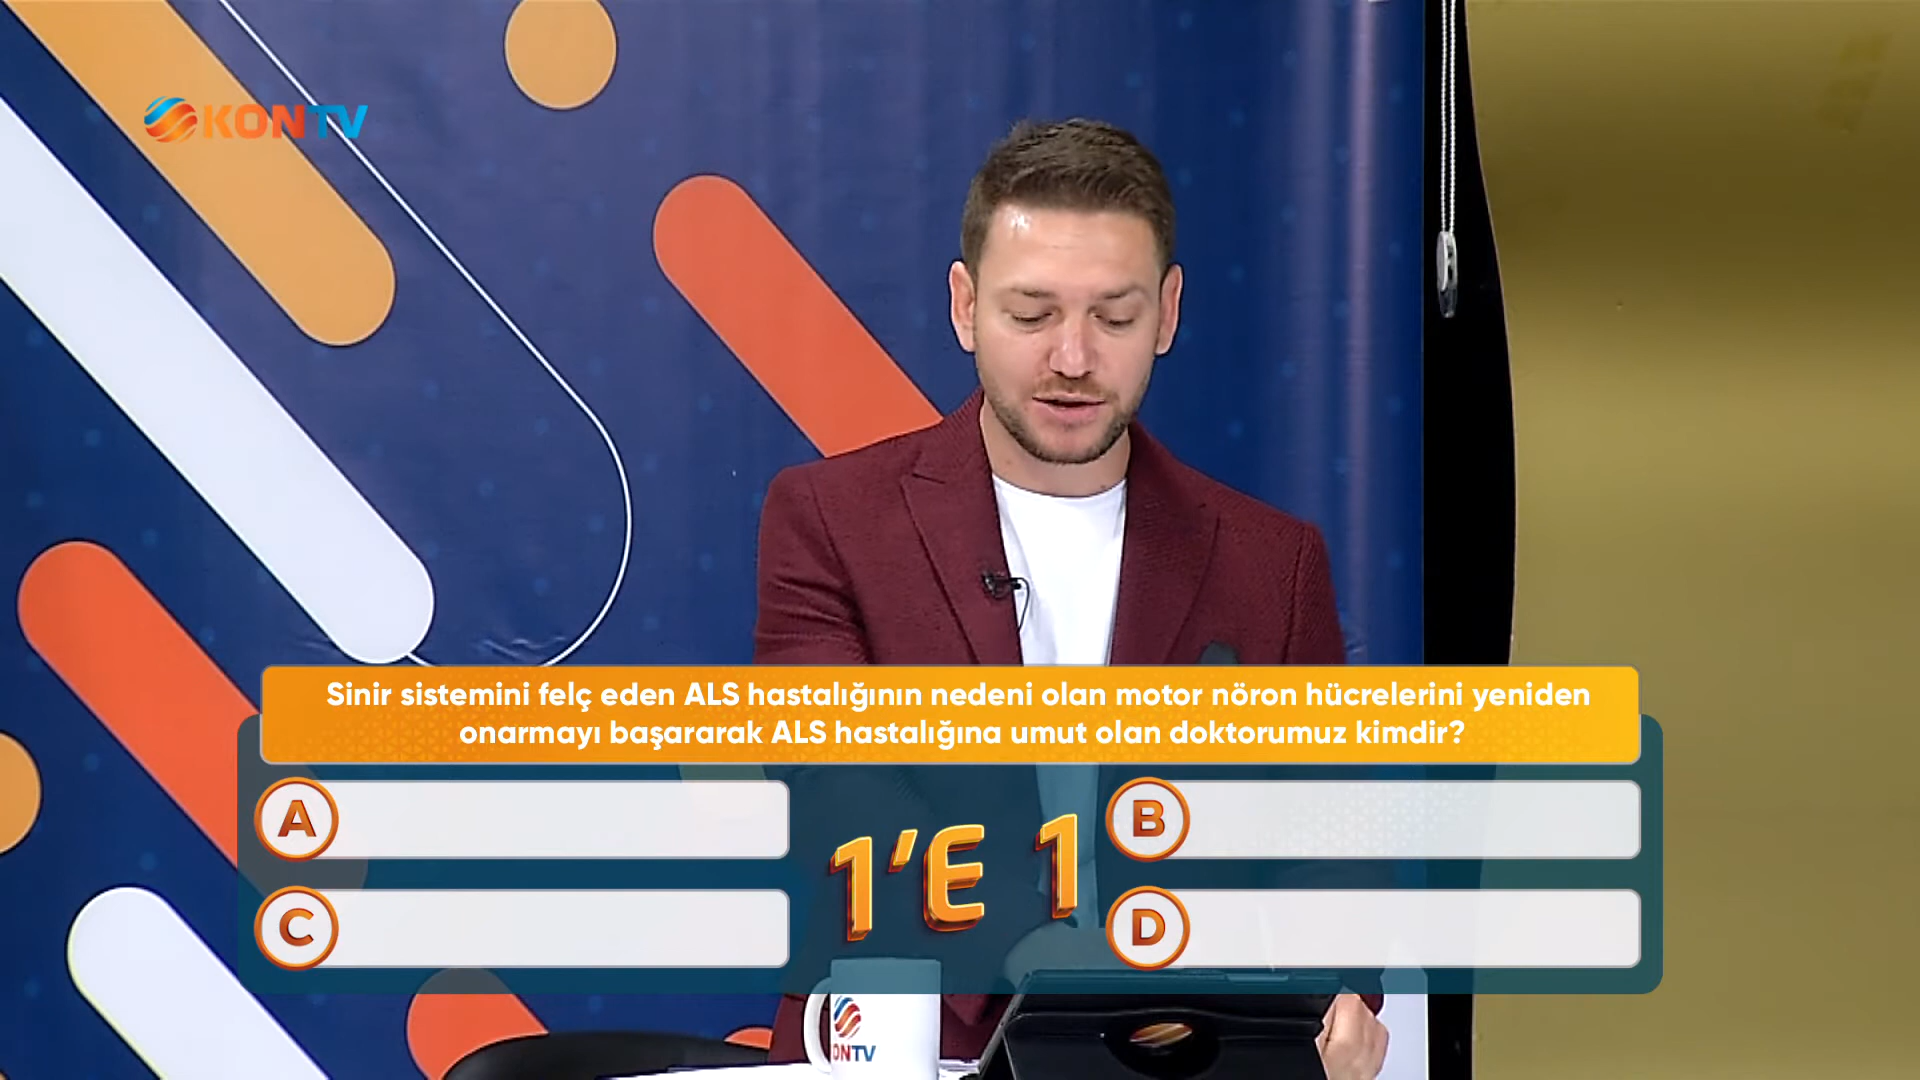 KONTV
Sinir sistemini felç eden ALS hastalığının nedeni olan motor nöron hücrelerini yeniden
onarmayı başararak ALS hastalığına umut olan doktorumuz kimdir?
A
B
1'E 1
C
D
KONTV